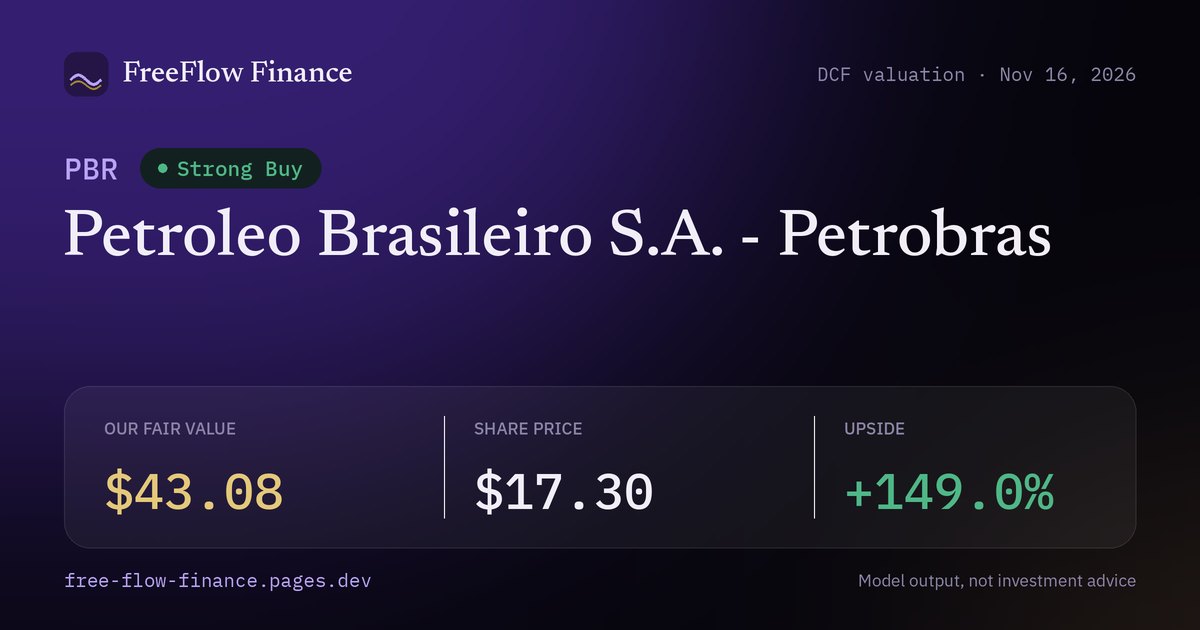 FreeFlow Finance
DCF valuation · Nov 16, 2026
PBR
Strong Buy
Petroleo Brasileiro S.A. - Petrobras
OUR FAIR VALUE
$43.08
SHARE PRICE
$17.30
UPSIDE
+149.0%
free-flow-finance.pages.dev
Model output, not investment advice